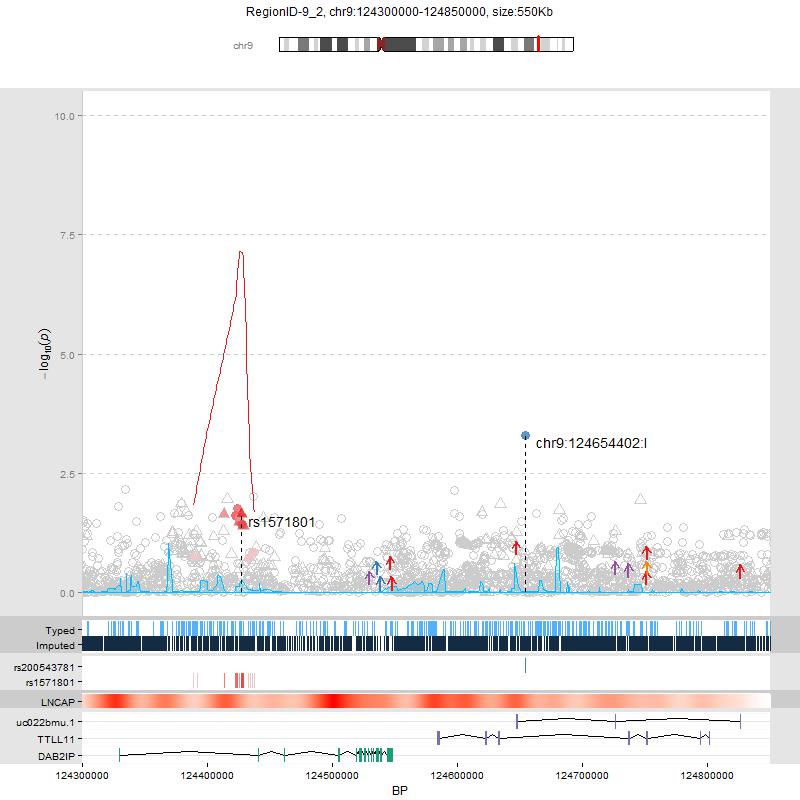 RegionID-9_2, chr9:124300000-124850000, size:550Kb
chr9
10.0
7.5
5.0
2.5
0.0
−log10(p)
chr9:124654402:I
rs1571801
Typed
Imputed
rs200543781
rs1571801
LNCAP
uc022bmu.1
TTLL11
DAB2IP
124300000 124400000 124500000 124600000 124700000 124800000
BP